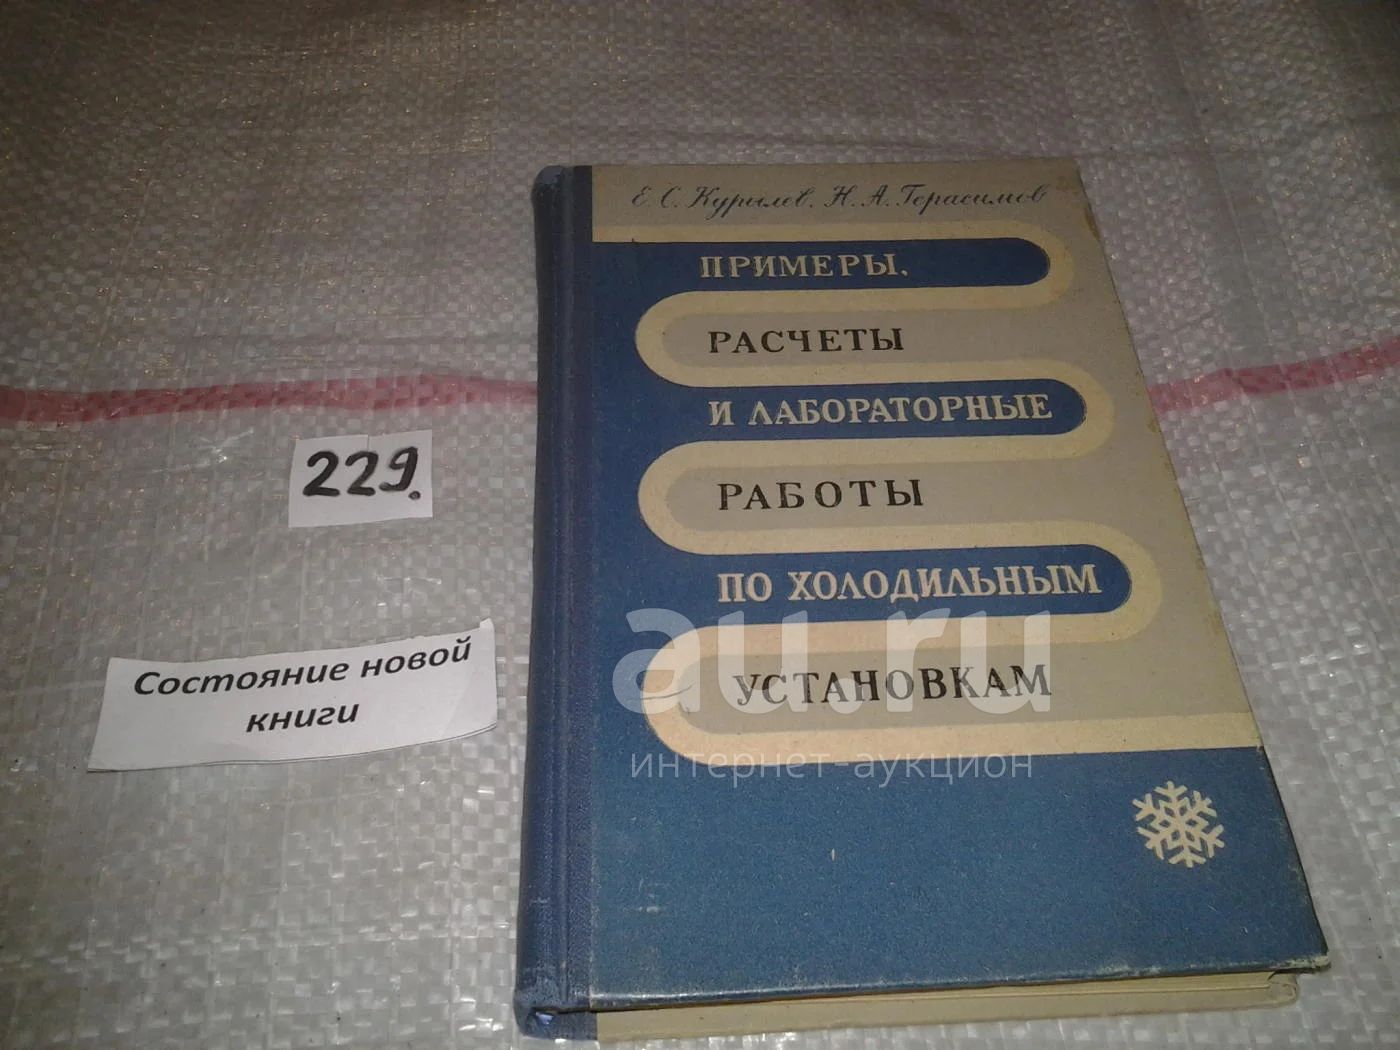 Е. С. Курылев. Н. А. Герасимов
ПРИМЕРЫ,
РАСЧЕТЫ
И ЛАБОРАТОРНЫЕ
РАБОТЫ
ПО ХОЛОДИЛЬНЫМ
УСТАНОВКАМ
229.
Состояние новой
книги
au.ru
интернет-аукцион